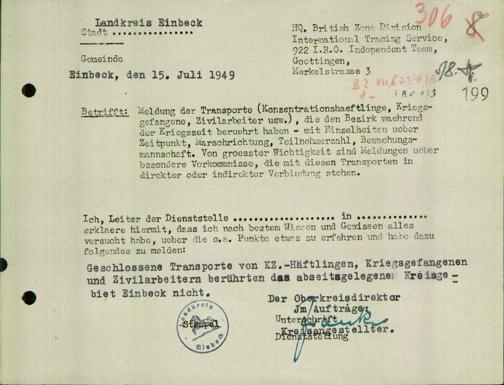 Landkreis Einbeck
Stadt ................
Gemeinde
Einbeck, den 15. Juli 1949
HQ. British Zone Division
International Tracing Service,
922 I.R.O. Independent Team,
Goettingen,
Merkelstrasse 3
306
8
199
Betrifft: Meldung der Transporte (Konzentrationshaeftlinge, Kriegs-
gefangene, Zivilarbeiter usw.), die den Bezirk waehrend
der Kriegszeit beruehrt haben - mit Einzelheiten ueber
Zeitpunkt, Marschrichtung, Teilnehmerzahl, Bewachungs-
mannschaft. Von groesster Wichtigkeit sind Meldungen ueber
besondere Vorkommnisse, die mit diesen Transporten in
direkter oder indirekter Verbindung stehen.
Ich, Leiter der Dienststelle .................... in ..............
erklaere hiermit, dass ich nach bestem Wissen und Gewissen alles
versucht habe, ueber die o.a. Punkte etwas zu erfahren und habe dazu
folgendes zu melden:
Geschlossene Transporte von KZ.-Häftlingen, Kriegsgefangenen
und Zivilarbeitern berührten das abseitsgelegene Kreisge-
biet Einbeck nicht.
Der Oberkreisdirektor
Jm Auftrage:
Unterschrift
Kreisangestellter.
Dienststellung
Landkreis
Stempel
Einbeck